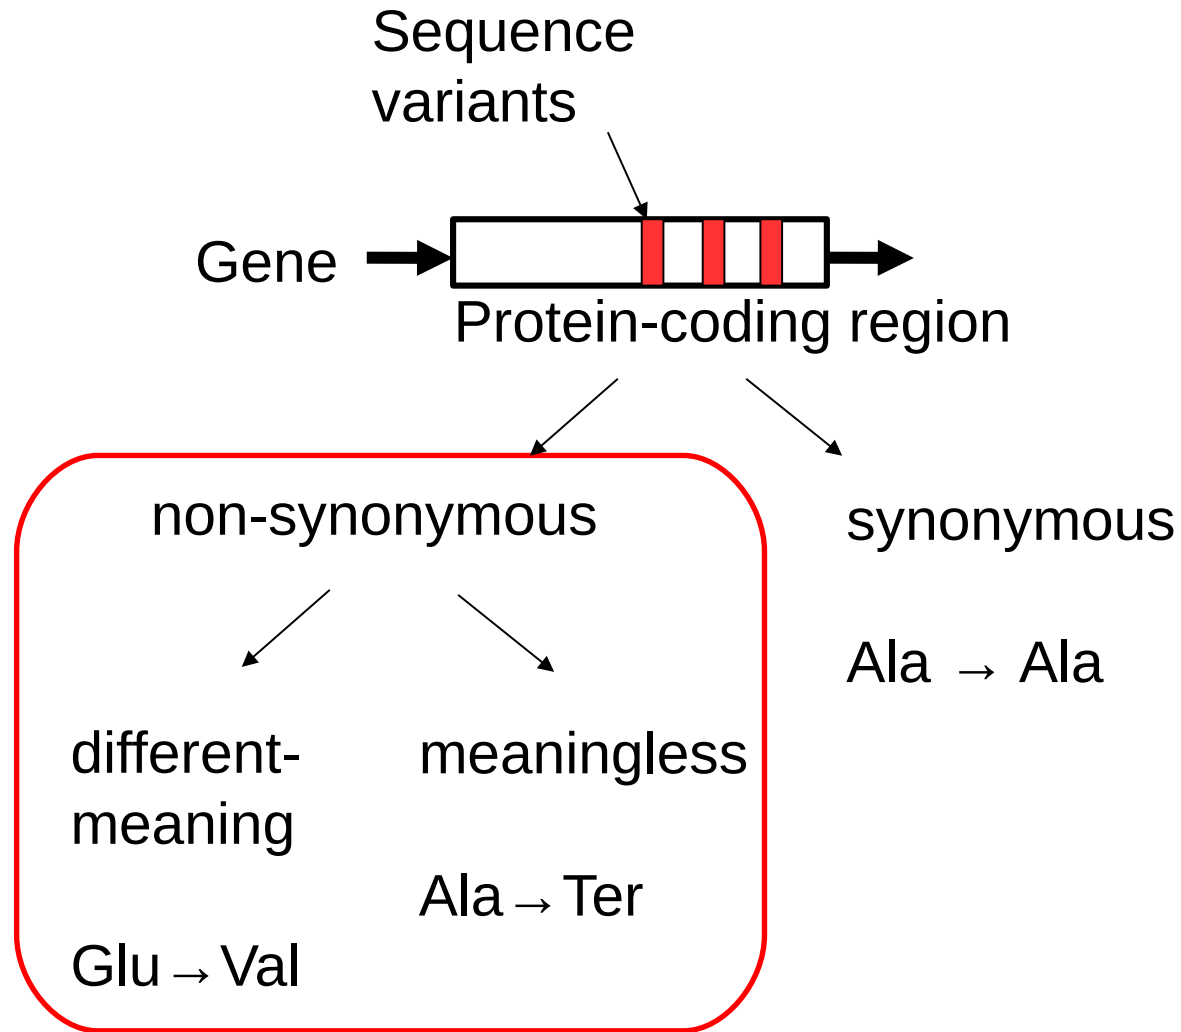 Sequence
variants
Gene
Protein-coding region
non-synonymous
synonymous
Ala → Ala
different-
meaning
meaningless
Ala→Ter
Glu→Val